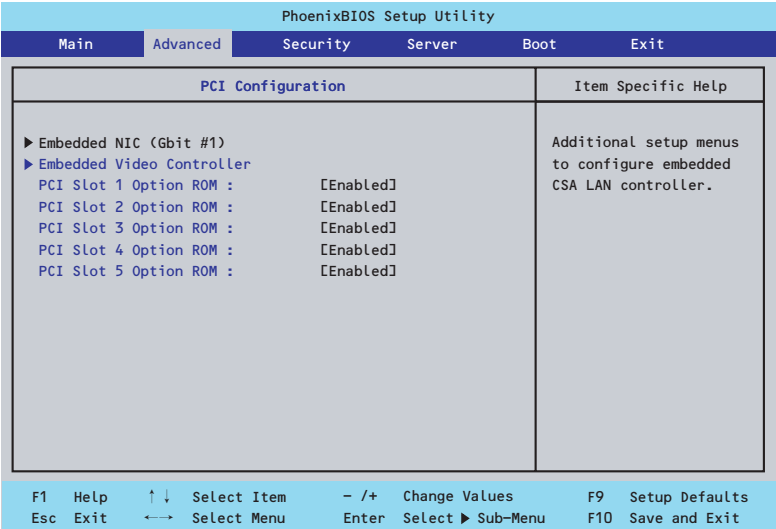 PhoenixBIOS Setup Utility
Main Advanced Security Server Boot Exit
PCI Configuration
Item Specific Help
▶ Embedded NIC (Gbit #1)
▶ Embedded Video Controller
PCI Slot 1 Option ROM : [Enabled]
PCI Slot 2 Option ROM : [Enabled]
PCI Slot 3 Option ROM : [Enabled]
PCI Slot 4 Option ROM : [Enabled]
PCI Slot 5 Option ROM : [Enabled]
Additional setup menus
to configure embedded
CSA LAN controller.
F1 Help ↑↓ Select Item - /+ Change Values F9 Setup Defaults
Esc Exit ←→ Select Menu Enter Select ▶ Sub-Menu F10 Save and Exit